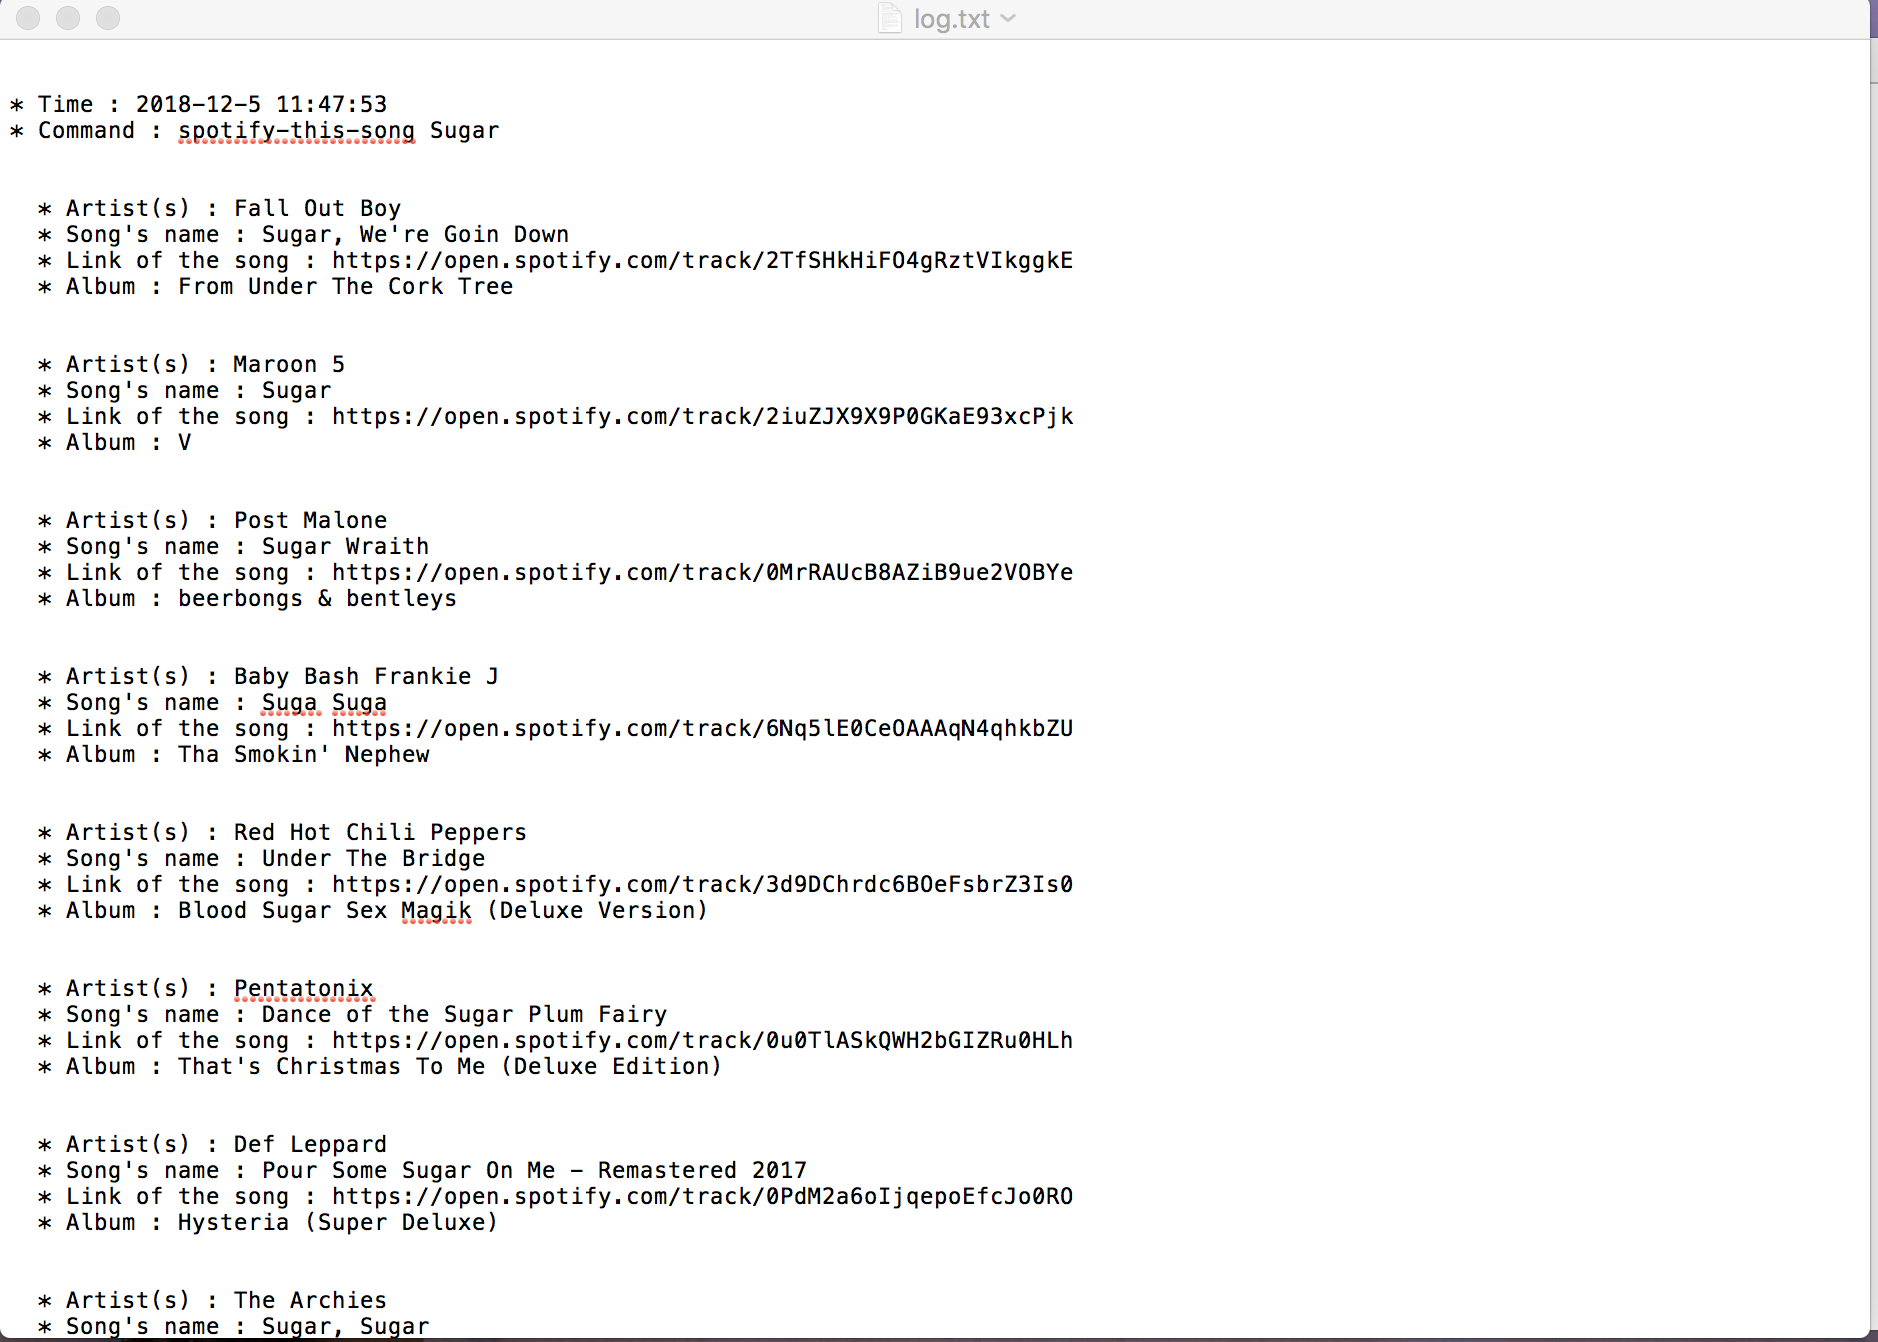 log.txt
* Time : 2018-12-5 11:47:53
* Command : spotify-this-song Sugar
* Artist(s) : Fall Out Boy
* Song's name : Sugar, We're Goin Down
* Link of the song : https://open.spotify.com/track/2TfSHkHiFO4gRztVIkggkE
* Album : From Under The Cork Tree
* Artist(s) : Maroon 5
* Song's name : Sugar
* Link of the song : https://open.spotify.com/track/2iuZJX9X9P0GKaE93xcPjk
* Album : V
* Artist(s) : Post Malone
* Song's name : Sugar Wraith
* Link of the song : https://open.spotify.com/track/0MrRAUcB8AZiB9ue2VOBYe
* Album : beerbongs & bentleys
* Artist(s) : Baby Bash Frankie J
* Song's name : Suga Suga
* Link of the song : https://open.spotify.com/track/6Nq5lE0CeOAAAqN4qhkbZU
* Album : Tha Smokin' Nephew
* Artist(s) : Red Hot Chili Peppers
* Song's name : Under The Bridge
* Link of the song : https://open.spotify.com/track/3d9DChrdc6BOeFsbrZ3Is0
* Album : Blood Sugar Sex Magik (Deluxe Version)
* Artist(s) : Pentatonix
* Song's name : Dance of the Sugar Plum Fairy
* Link of the song : https://open.spotify.com/track/0u0TlASkQWH2bGIZRu0HLh
* Album : That's Christmas To Me (Deluxe Edition)
* Artist(s) : Def Leppard
* Song's name : Pour Some Sugar On Me - Remastered 2017
* Link of the song : https://open.spotify.com/track/0PdM2a6oIjqepoEfcJo0RO
* Album : Hysteria (Super Deluxe)
* Artist(s) : The Archies
* Song's name : Sugar, Sugar